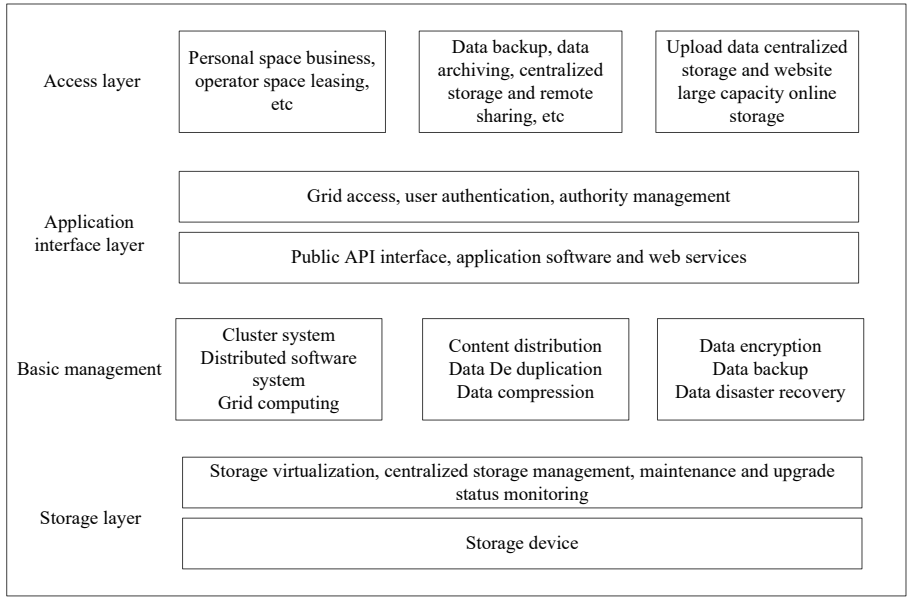 Access layer
Personal space business,
operator space leasing,
etc
Data backup, data
archiving, centralized
storage and remote
sharing, etc
Upload data centralized
storage and website
large capacity online
storage
Application
interface layer
Grid access, user authentication, authority management
Public API interface, application software and web services
Basic management
Cluster system
Distributed software
system
Grid computing
Content distribution
Data De duplication
Data compression
Data encryption
Data backup
Data disaster recovery
Storage layer
Storage virtualization, centralized storage management, maintenance and upgrade
status monitoring
Storage device